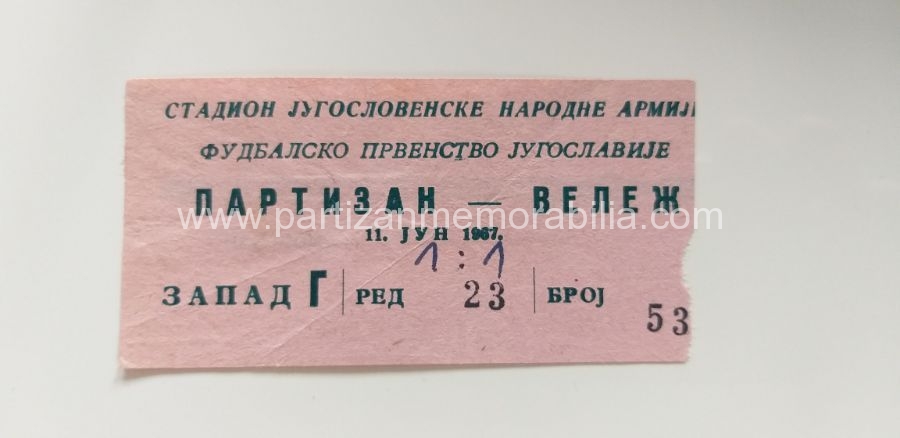 СТАДИОН ЈУГОСЛОВЕНСКЕ НАРОДНЕ АРМИЈЕ
ФУДБАЛСКО ПРВЕНСТВО ЈУГОСЛАВИЈЕ
ПАРТИЗАН — ВЕЛЕЖ
www.partizanmemorabilia.com
11. ЈУН 1967.
1:1
ЗАПАД Г РЕД 23 БРОЈ 53